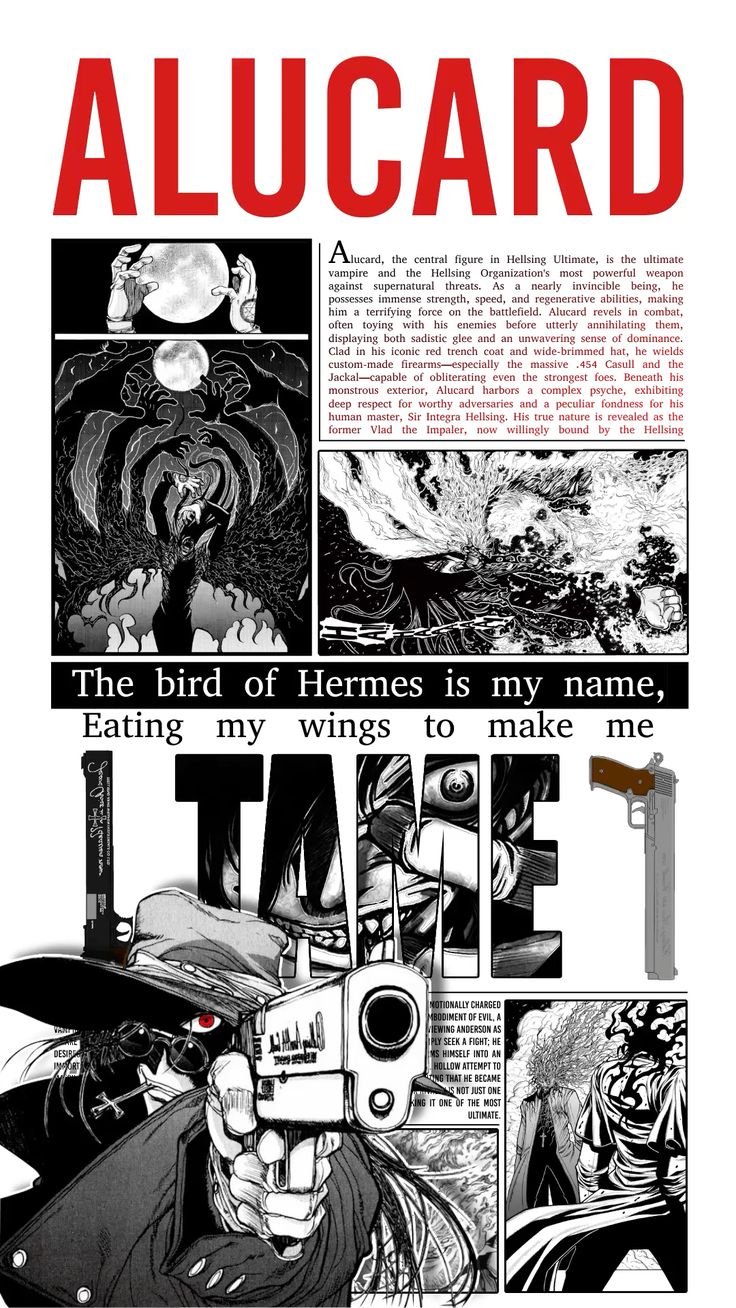 ALUCARD
Alucard, the central figure in Hellsing Ultimate, is the ultimate
vampire and the Hellsing Organization's most powerful weapon
against supernatural threats. As a nearly invincible being, he
possesses immense strength, speed, and regenerative abilities, making
him a terrifying force on the battlefield. Alucard revels in combat,
often toying with his enemies before utterly annihilating them,
displaying both sadistic glee and an unwavering sense of dominance.
Clad in his iconic red trench coat and wide-brimmed hat, he wields
custom-made firearms—especially the massive .454 Casull and the
Jackal—capable of obliterating even the strongest foes. Beneath his
monstrous exterior, Alucard harbors a complex psyche, exhibiting
deep respect for worthy adversaries and a peculiar fondness for his
human master, Sir Integra Hellsing. His true nature is revealed as the
former Vlad the Impaler, now willingly bound by the Hellsing
The bird of Hermes is my name,
Eating my wings to make me
TAME
MOTIONALLY CHARGED
MBODIMENT OF EVIL, A
VIEWING ANDERSON AS
SEEK A FIGHT; HE
HIMSELF INTO AN
HOLLOW ATTEMPT TO
THAT HE BECAME
IS NOT JUST ONE
KING IT ONE OF THE MOST
ULTIMATE.